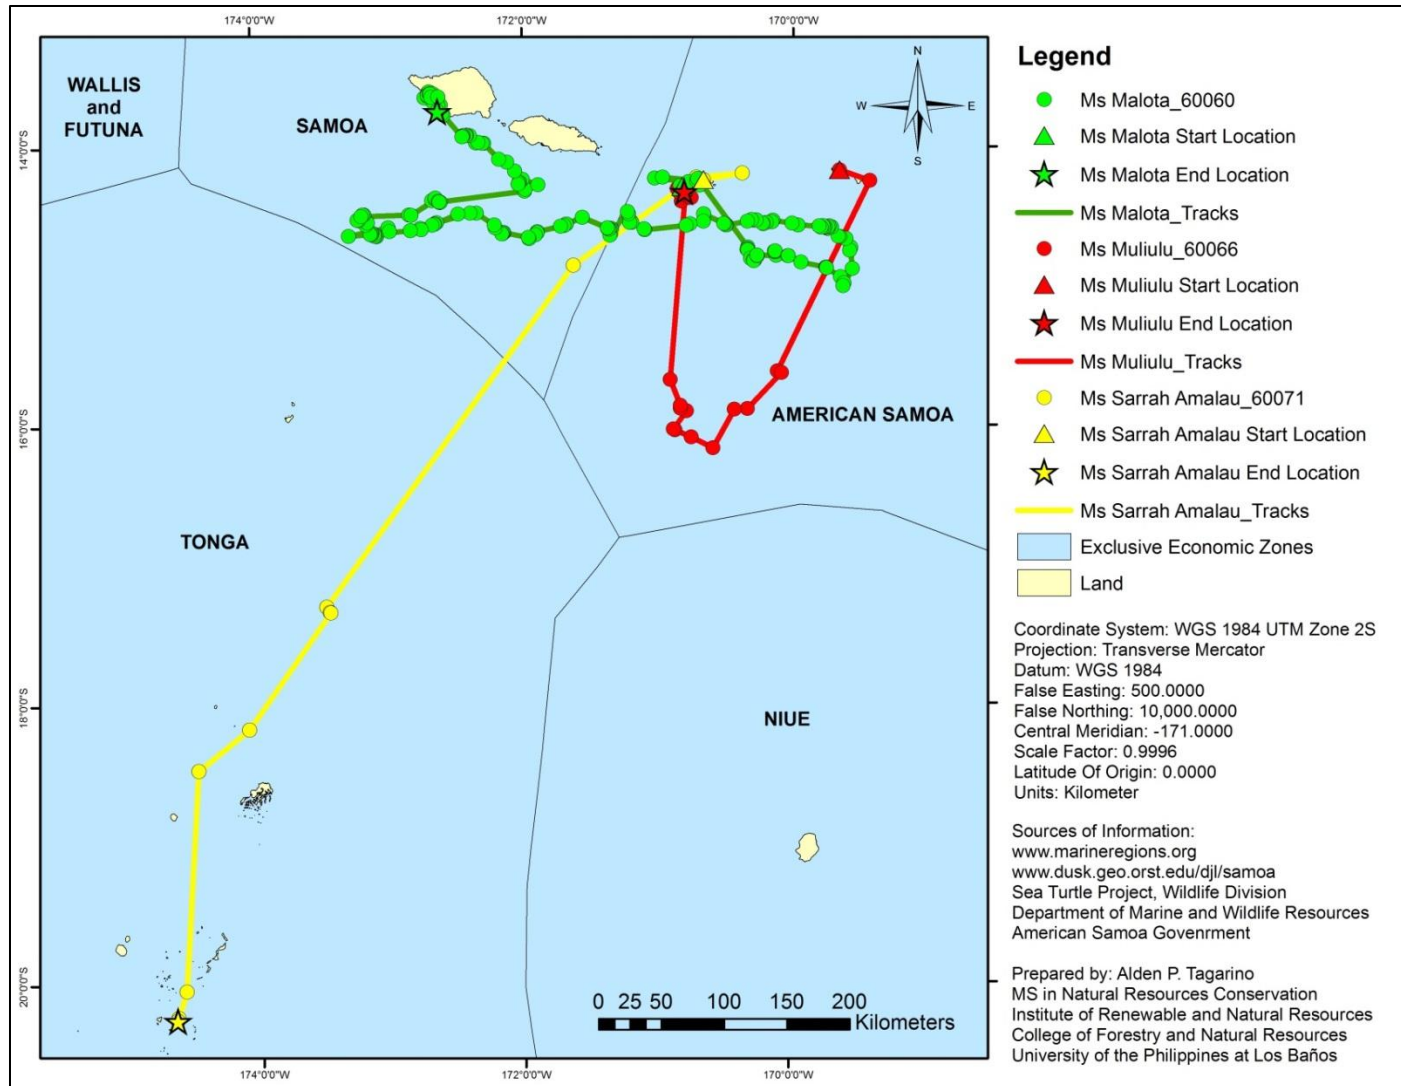 174°0'0"W
172°0'0"W
170°0'0"W
WALLIS
and
FUTUNA
SAMOA
14°0'0"S
16°0'0"S
18°0'0"S
20°0'0"S
AMERICAN SAMOA
TONGA
NIUE
N
W
E
S
0 25 50 100 150 200
Kilometers
174°0'0"W
172°0'0"W
170°0'0"W
Legend
Ms Malota_60060
Ms Malota Start Location
Ms Malota End Location
Ms Malota_Tracks
Ms Muliulu_60066
Ms Muliulu Start Location
Ms Muliulu End Location
Ms Muliulu_Tracks
Ms Sarrah Amalau_60071
Ms Sarrah Amalau Start Location
Ms Sarrah Amalau End Location
Ms Sarrah Amalau_Tracks
Exclusive Economic Zones
Land
Coordinate System: WGS 1984 UTM Zone 2S
Projection: Transverse Mercator
Datum: WGS 1984
False Easting: 500.0000
False Northing: 10,000.0000
Central Meridian: -171.0000
Scale Factor: 0.9996
Latitude Of Origin: 0.0000
Units: Kilometer
Sources of Information:
www.marineregions.org
www.dusk.geo.orst.edu/djl/samoa
Sea Turtle Project, Wildlife Division
Department of Marine and Wildlife Resources
American Samoa Govenrment
Prepared by: Alden P. Tagarino
MS in Natural Resources Conservation
Institute of Renewable and Natural Resources
College of Forestry and Natural Resources
University of the Philippines at Los Baños